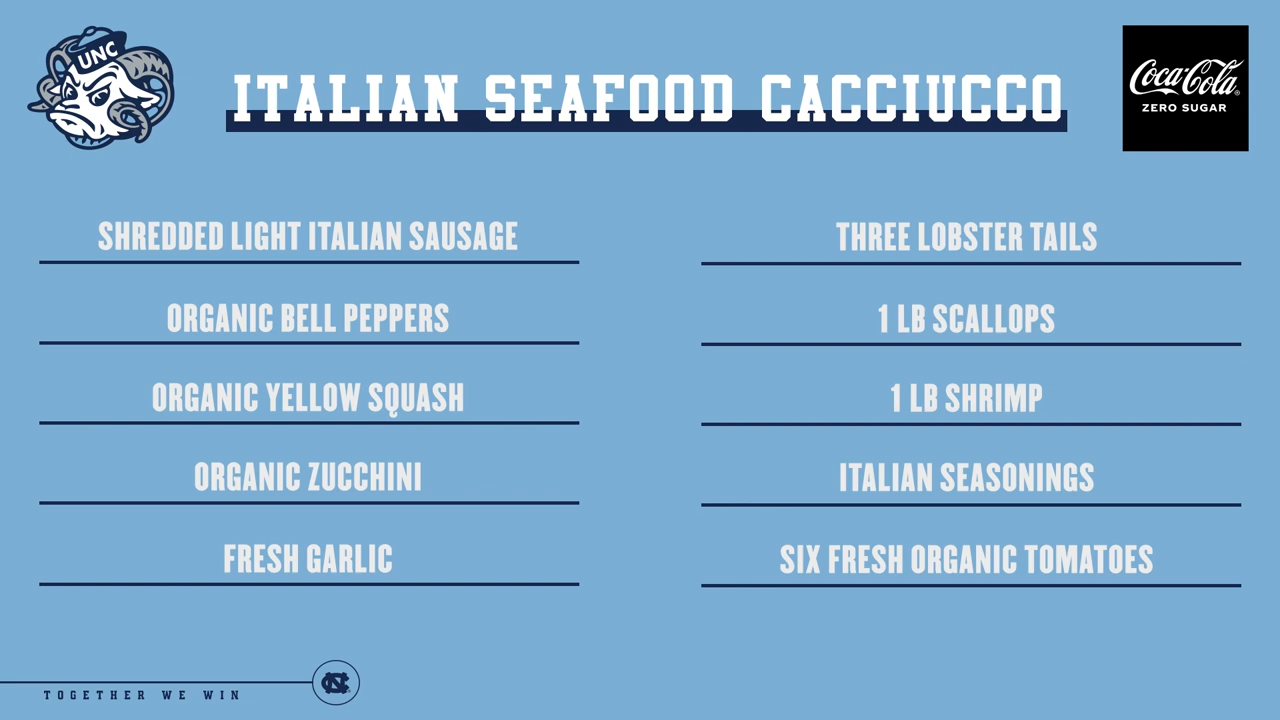 UNC
ITALIAN SEAFOOD CACCIUCCO
Coca-Cola
ZERO SUGAR
SHREDDED LIGHT ITALIAN SAUSAGE
ORGANIC BELL PEPPERS
ORGANIC YELLOW SQUASH
ORGANIC ZUCCHINI
FRESH GARLIC
THREE LOBSTER TAILS
1 LB SCALLOPS
1 LB SHRIMP
ITALIAN SEASONINGS
SIX FRESH ORGANIC TOMATOES
TOGETHER WE WIN
NC